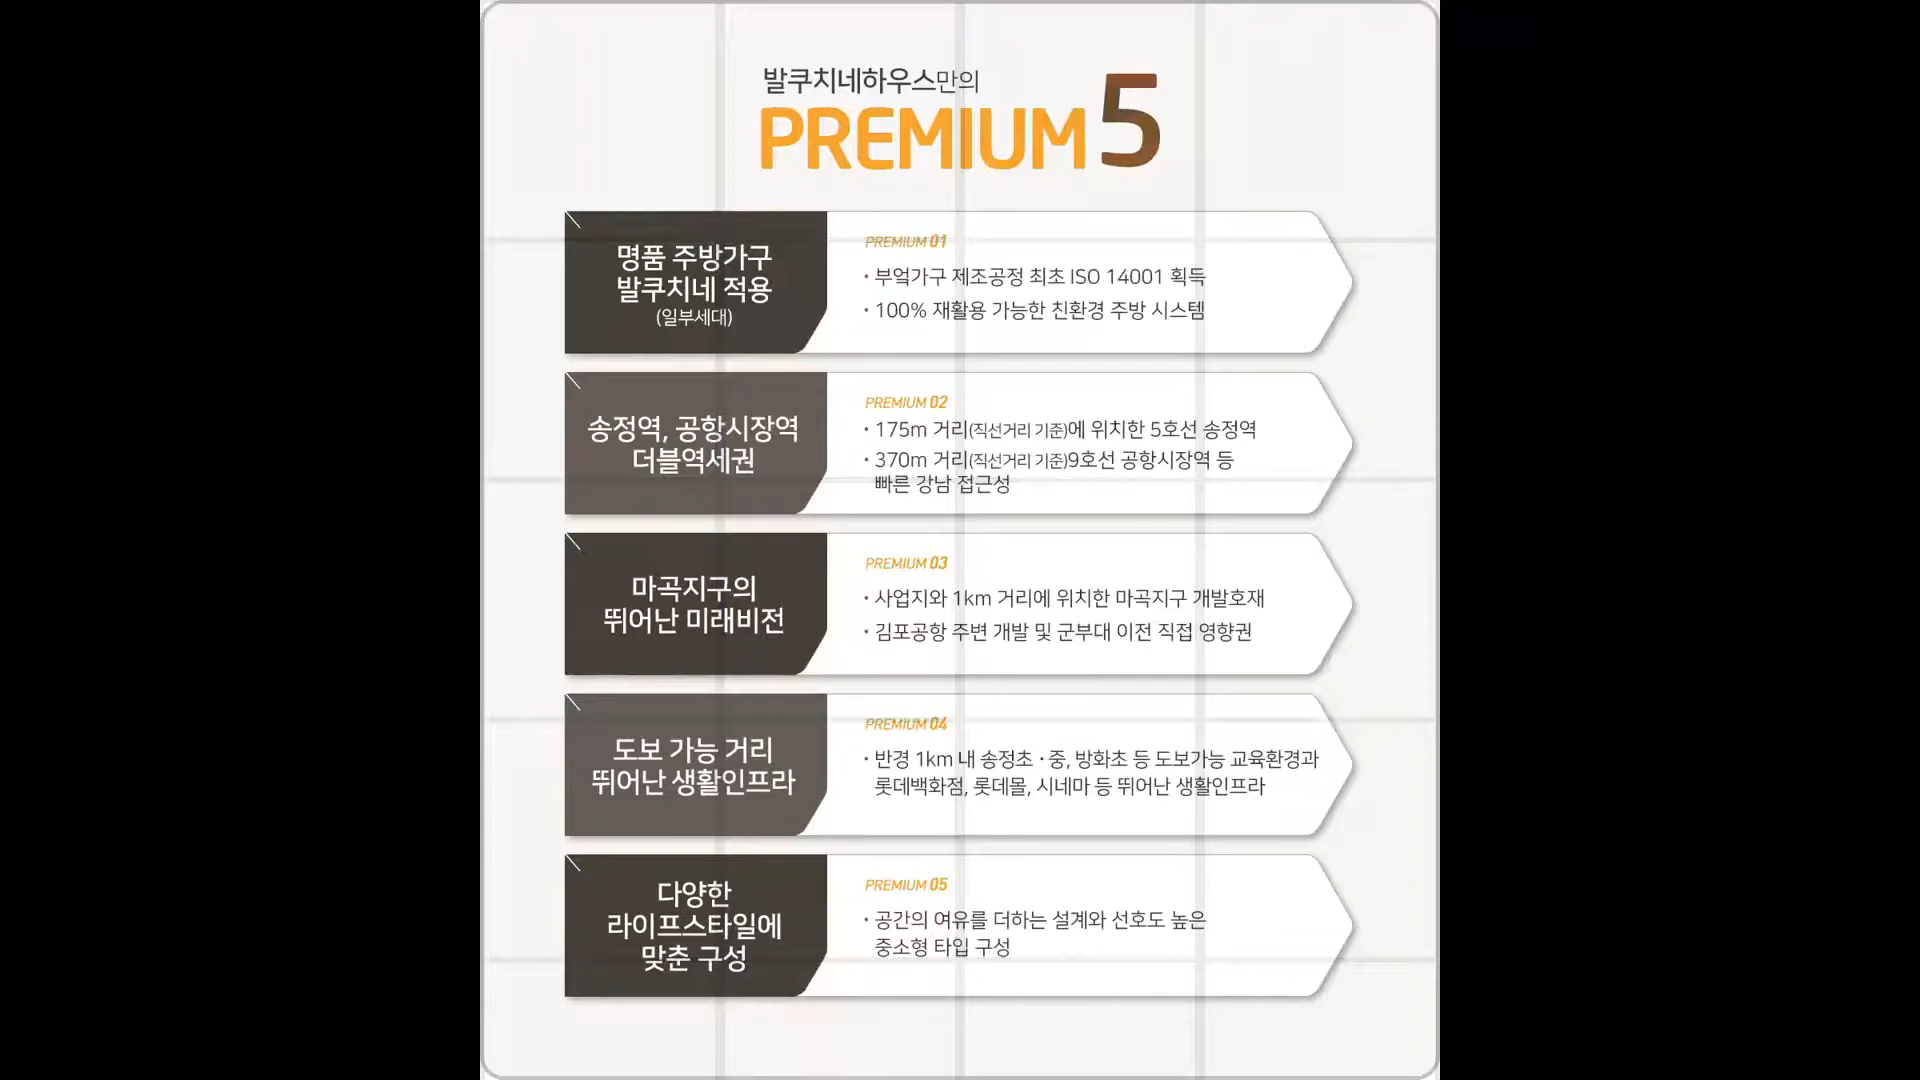 발쿠치네하우스만의
PREMIUM 5
명품 주방가구
발쿠치네 적용
(일부세대)
PREMIUM 01
· 부엌가구 제조공정 최초 ISO 14001 획득
· 100% 재활용 가능한 친환경 주방 시스템
송정역, 공항시장역
더블역세권
PREMIUM 02
· 175m 거리(직선거리 기준)에 위치한 5호선 송정역
· 370m 거리(직선거리 기준)9호선 공항시장역 등
빠른 강남 접근성
마곡지구의
뛰어난 미래비전
PREMIUM 03
· 사업지와 1km 거리에 위치한 마곡지구 개발호재
· 김포공항 주변 개발 및 군부대 이전 직접 영향권
도보 가능 거리
뛰어난 생활인프라
PREMIUM 04
· 반경 1km 내 송정초 · 중, 방화초 등 도보가능 교육환경과
롯데백화점, 롯데몰, 시네마 등 뛰어난 생활인프라
다양한
라이프스타일에
맞춘 구성
PREMIUM 05
· 공간의 여유를 더하는 설계와 선호도 높은
중소형 타입 구성